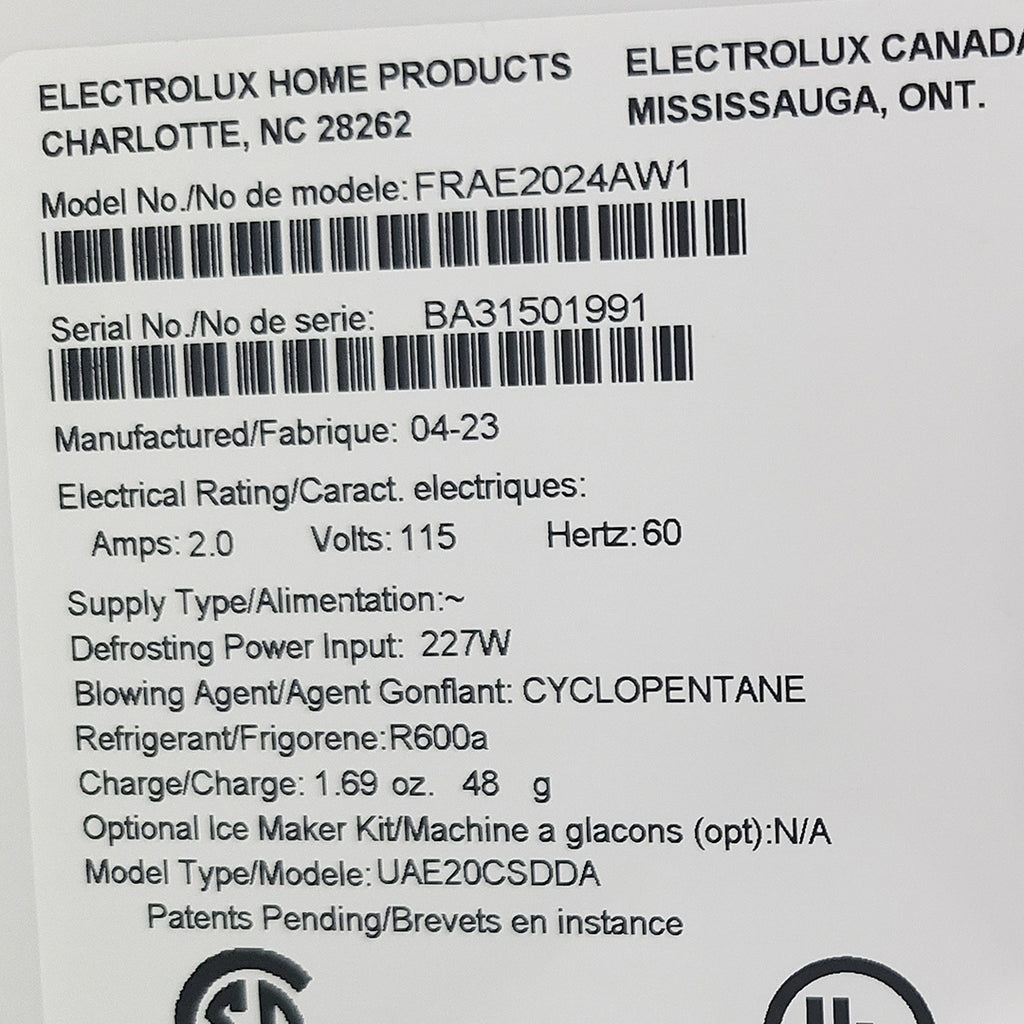 ELECTROLUX HOME PRODUCTS
CHARLOTTE, NC 28262
ELECTROLUX CANADA
MISSISSAUGA, ONT.
Model No./No de modele: FRAE2024AW1
Serial No./No de serie: BA31501991
Manufactured/Fabrique: 04-23
Electrical Rating/Caract. electriques:
Amps: 2.0 Volts: 115 Hertz: 60
Supply Type/Alimentation:~
Defrosting Power Input: 227W
Blowing Agent/Agent Gonflant: CYCLOPENTANE
Refrigerant/Frigorene:R600a
Charge/Charge: 1.69 oz. 48 g
Optional Ice Maker Kit/Machine a glacons (opt):N/A
Model Type/Modele: UAE20CSDDA
Patents Pending/Brevets en instance